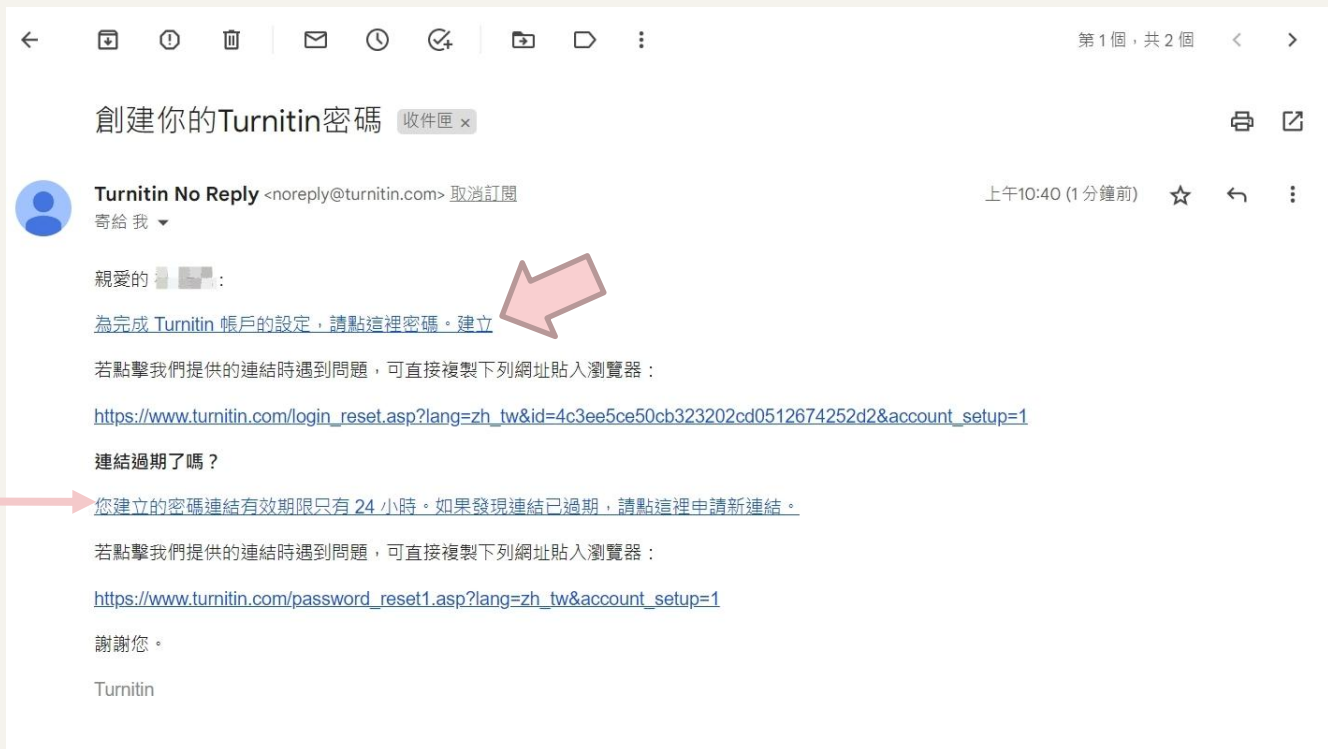 第 1 個,共 2 個
創建你的Turnitin密碼 收件匣 ×
Turnitin No Reply <noreply@turnitin.com> 取消訂閱
上午10:40 (1 分鐘前)
寄給 我
親愛的 :
為完成 Turnitin 帳戶的設定,請點這裡密碼。建立
若點擊我們提供的連結時遇到問題,可直接複製下列網址貼入瀏覽器:
https://www.turnitin.com/login_reset.asp?lang=zh_tw&id=4c3ee5ce50cb323202cd0512674252d2&account_setup=1
連結過期了嗎?
您建立的密碼連結有效期限只有 24 小時。如果發現連結已過期,請點這裡申請新連結。
若點擊我們提供的連結時遇到問題,可直接複製下列網址貼入瀏覽器:
https://www.turnitin.com/password_reset1.asp?lang=zh_tw&account_setup=1
謝謝您。
Turnitin